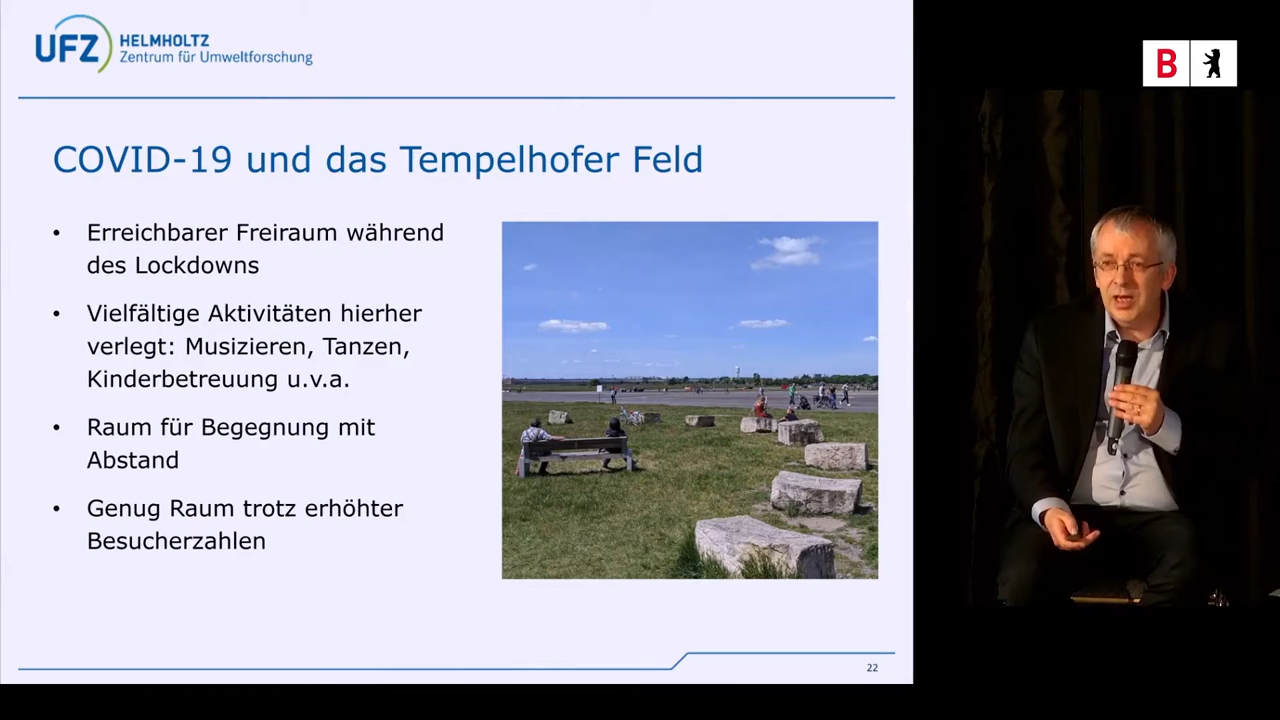 UFZ HELMHOLTZ
Zentrum für Umweltforschung
B
COVID-19 und das Tempelhofer Feld
• Erreichbarer Freiraum während
des Lockdowns
• Vielfältige Aktivitäten hierher
verlegt: Musizieren, Tanzen,
Kinderbetreuung u.v.a.
• Raum für Begegnung mit
Abstand
• Genug Raum trotz erhöhter
Besucherzahlen
22